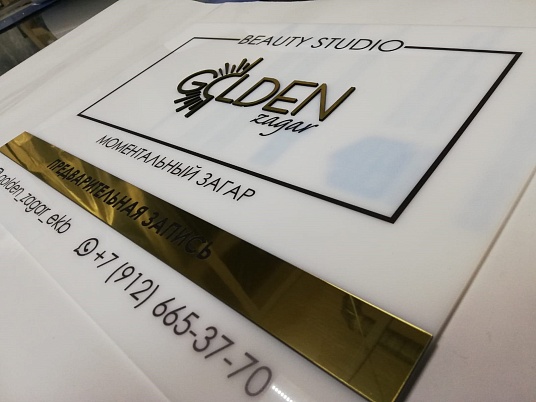 BEAUTY STUDIO
GOLDEN
zagar
МОМЕНТАЛЬНЫЙ ЗАГАР
ПРЕДВАРИТЕЛЬНАЯ ЗАПИСЬ
golden_zagar_ekb
+7 (912) 665-37-70